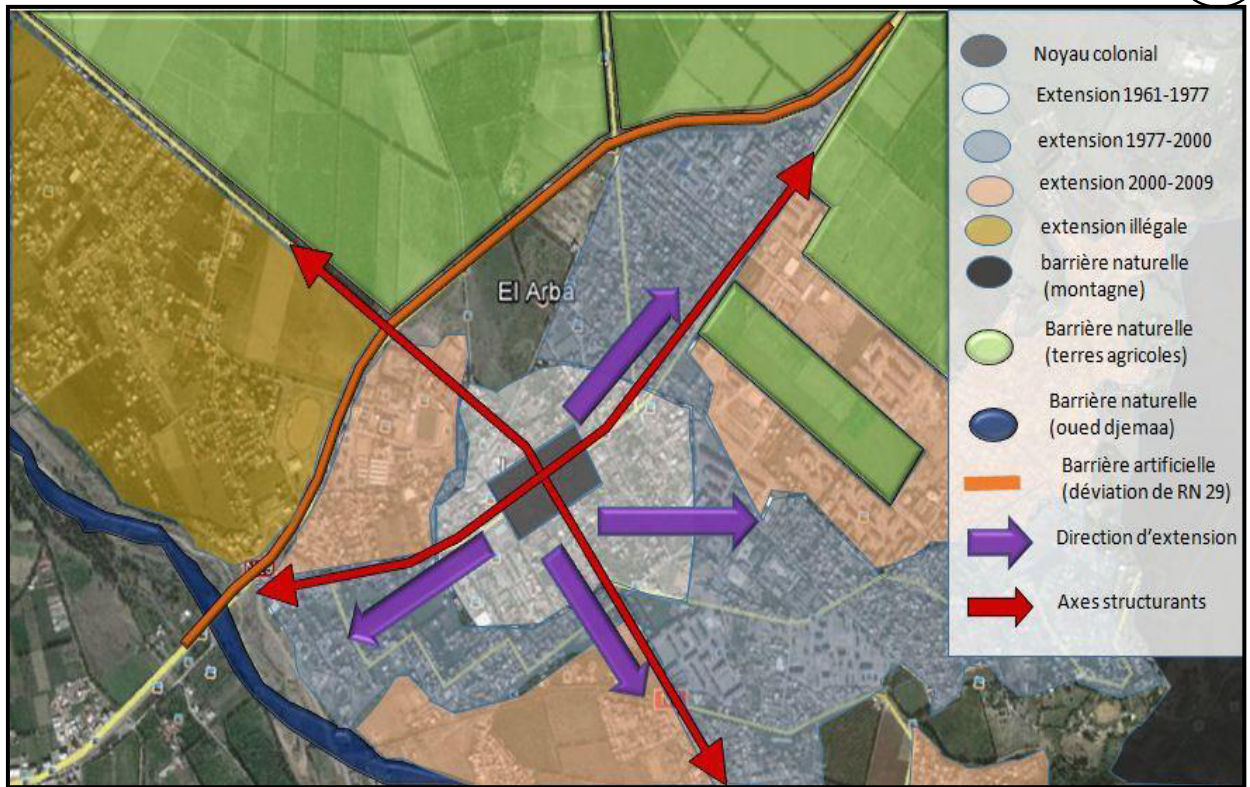 Noyau colonial
Extension 1961-1977
extension 1977-2000
extension 2000-2009
extension illégale
barrière naturelle
(montagne)
Barrière naturelle
(terres agricoles)
Barrière naturelle
(oued djemaa)
Barrière artificielle
(déviation de RN 29)
Direction d'extension
Axes structurants
El Arba